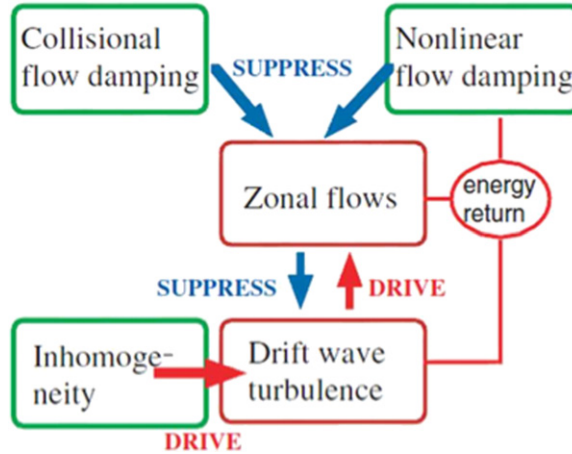 Collisional
flow damping
SUPPRESS
Nonlinear
flow damping
Zonal flows
energy
return
SUPPRESS
DRIVE
Inhomoge-
neity
Drift wave
turbulence
DRIVE